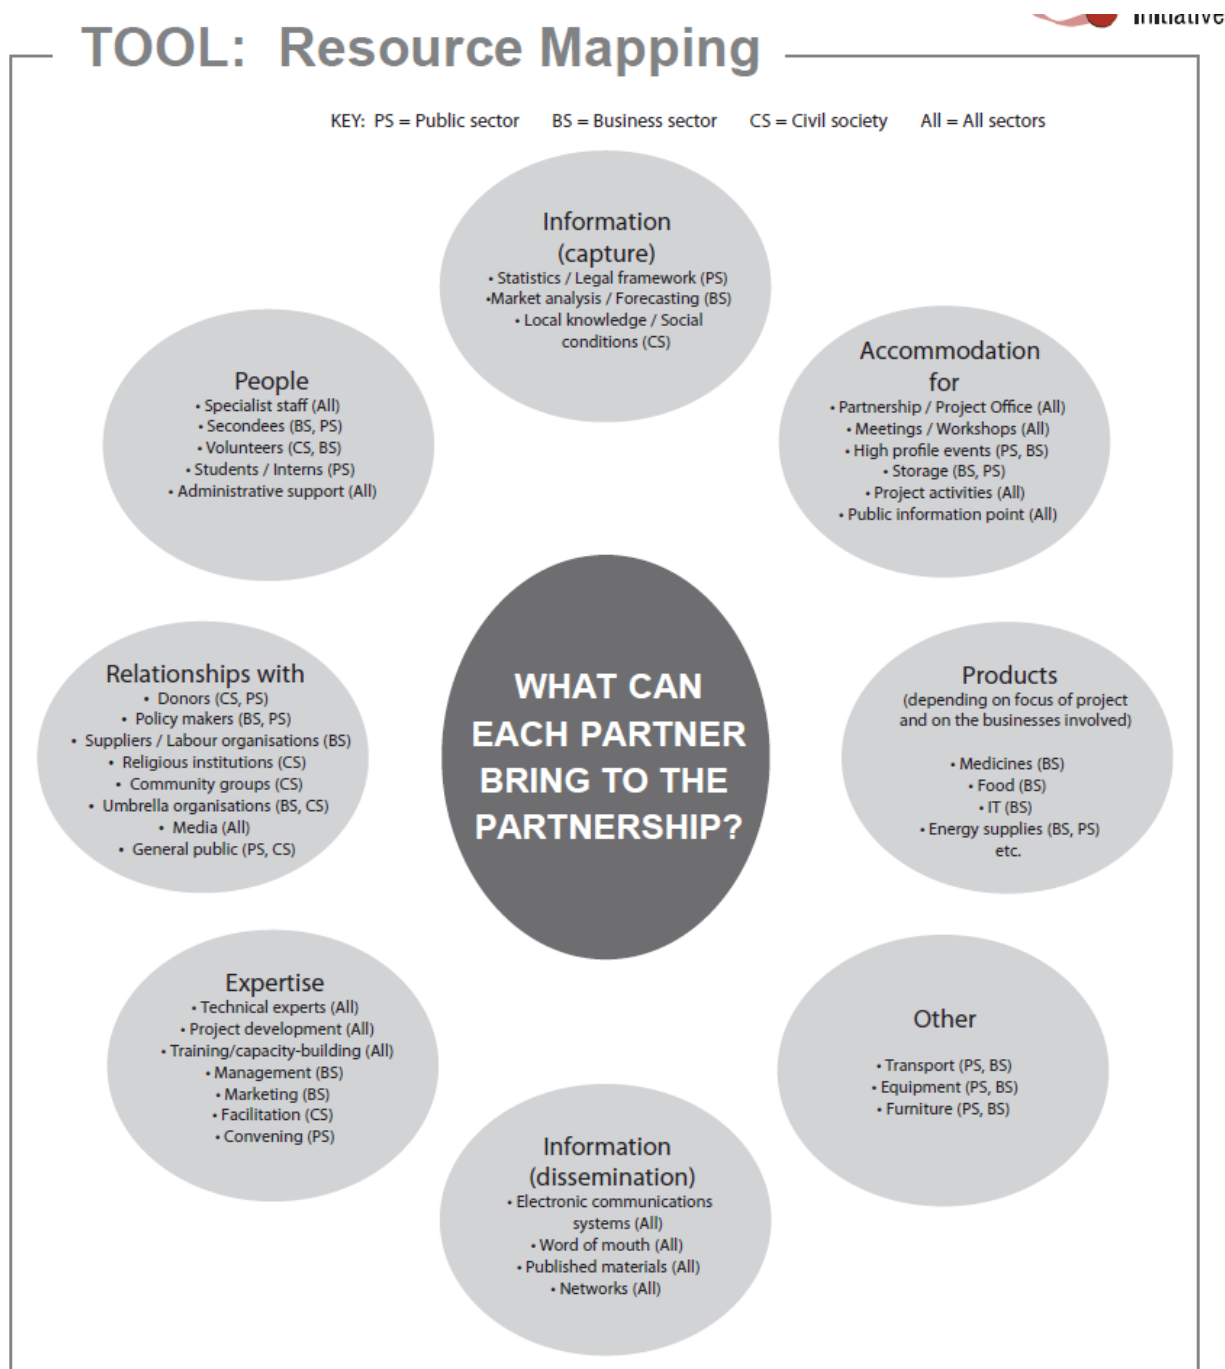 Initiative
TOOL: Resource Mapping
KEY: PS = Public sector BS = Business sector CS = Civil society All = All sectors
Information
(capture)
• Statistics / Legal framework (PS)
•Market analysis / Forecasting (BS)
• Local knowledge / Social
conditions (CS)
People
• Specialist staff (All)
• Secondees (BS, PS)
• Volunteers (CS, BS)
• Students / Interns (PS)
• Administrative support (All)
Accommodation
for
• Partnership / Project Office (All)
• Meetings / Workshops (All)
• High profile events (PS, BS)
• Storage (BS, PS)
• Project activities (All)
• Public information point (All)
WHAT CAN
EACH PARTNER
BRING TO THE
PARTNERSHIP?
Relationships with
• Donors (CS, PS)
• Policy makers (BS, PS)
• Suppliers / Labour organisations (BS)
• Religious institutions (CS)
• Community groups (CS)
• Umbrella organisations (BS, CS)
• Media (All)
• General public (PS, CS)
Products
(depending on focus of project
and on the businesses involved)
• Medicines (BS)
• Food (BS)
• IT (BS)
• Energy supplies (BS, PS)
etc.
Expertise
• Technical experts (All)
• Project development (All)
• Training/capacity-building (All)
• Management (BS)
• Marketing (BS)
• Facilitation (CS)
• Convening (PS)
Other
• Transport (PS, BS)
• Equipment (PS, BS)
• Furniture (PS, BS)
Information
(dissemination)
• Electronic communications
systems (All)
• Word of mouth (All)
• Published materials (All)
• Networks (All)